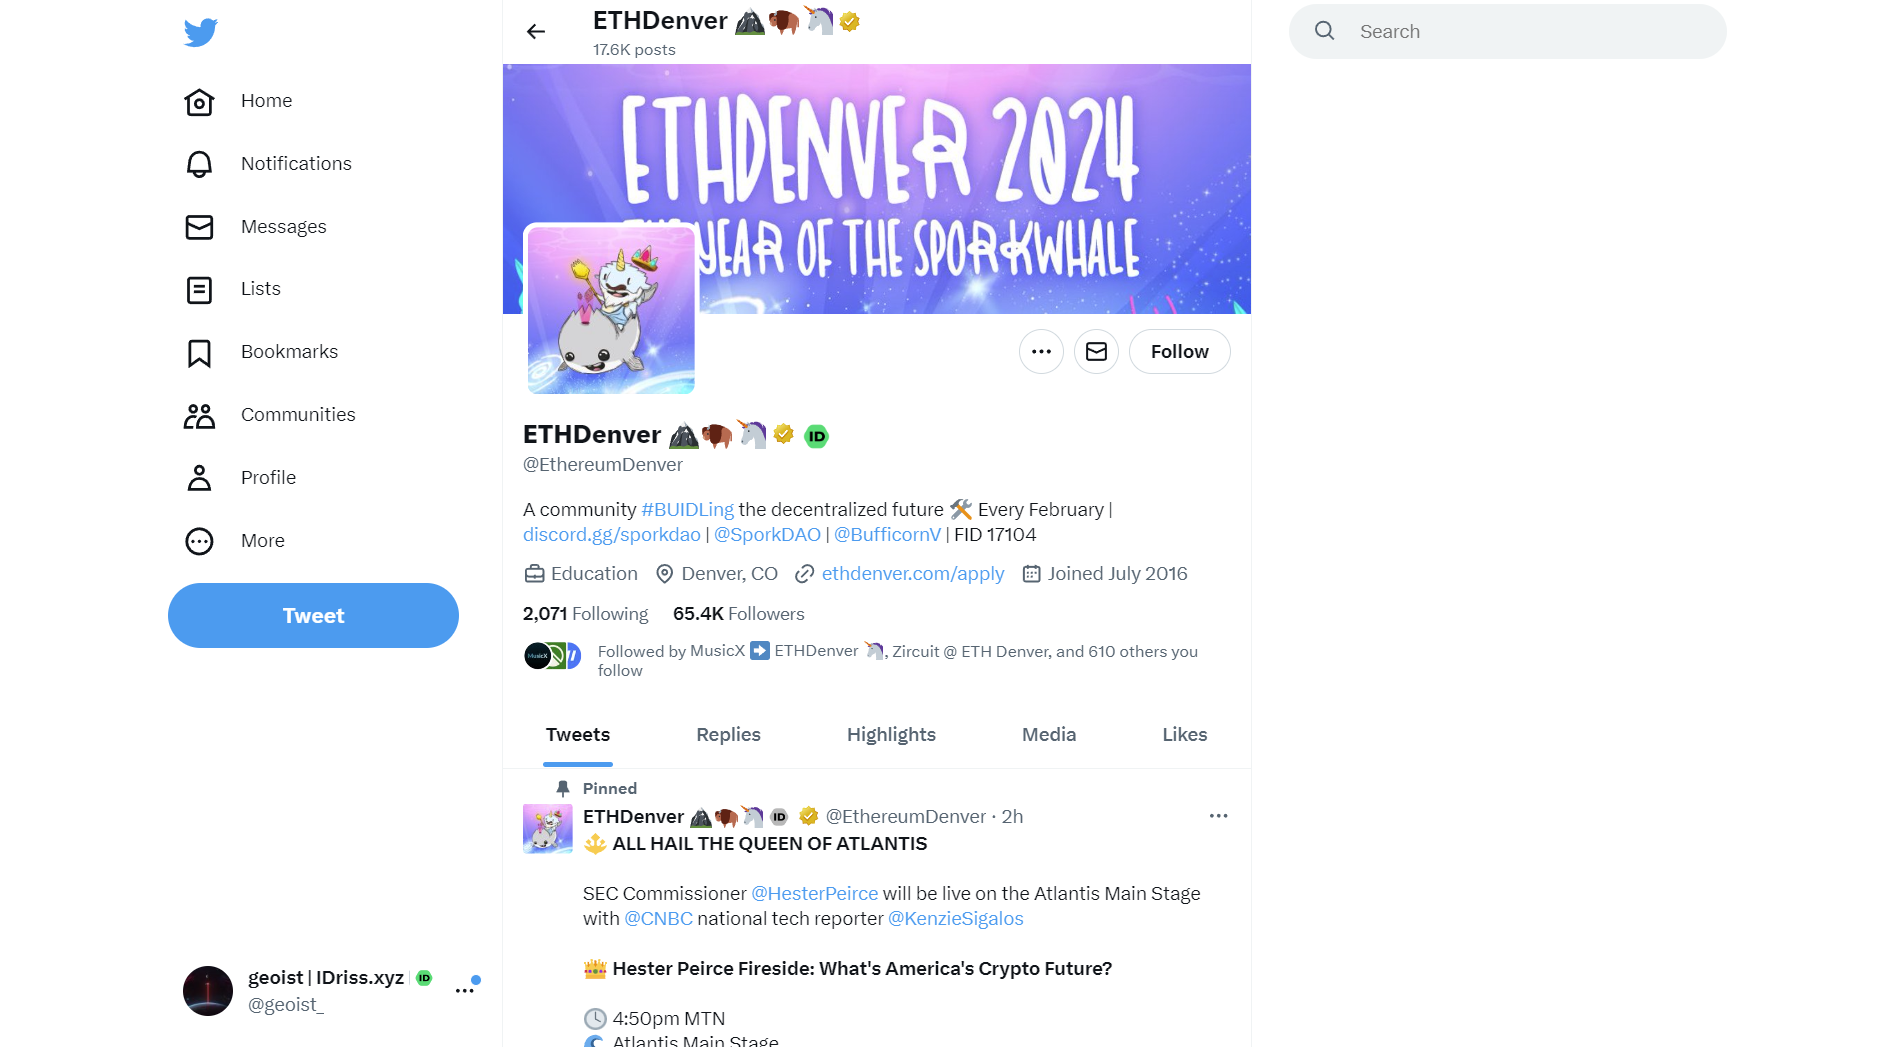 ETHDenver
17.6K posts
Search
Home
Notifications
Messages
Lists
Bookmarks
Communities
Profile
More
Tweet
geoist | IDriss.xyz | ID
@geoist_
ETHDENVER 2024
YEAR OF THE SPORKWHALE
Follow
ETHDenver ID
@EthereumDenver
A community #BUIDLing the decentralized future 🛠 Every February |
discord.gg/sporkdao | @SporkDAO | @BufficornV | FID 17104
Education Denver, CO ethdenver.com/apply Joined July 2016
2,071 Following 65.4K Followers
MusicX
Followed by MusicX ➡ ETHDenver 🦄, Zircuit @ ETH Denver, and 610 others you
follow
Tweets Replies Highlights Media Likes
Pinned
ETHDenver ID @EthereumDenver · 2h
🔱 ALL HAIL THE QUEEN OF ATLANTIS
SEC Commissioner @HesterPeirce will be live on the Atlantis Main Stage
with @CNBC national tech reporter @KenzieSigalos
👑 Hester Peirce Fireside: What's America's Crypto Future?
🕓 4:50pm MTN
🌊 Atlantis Main Stage